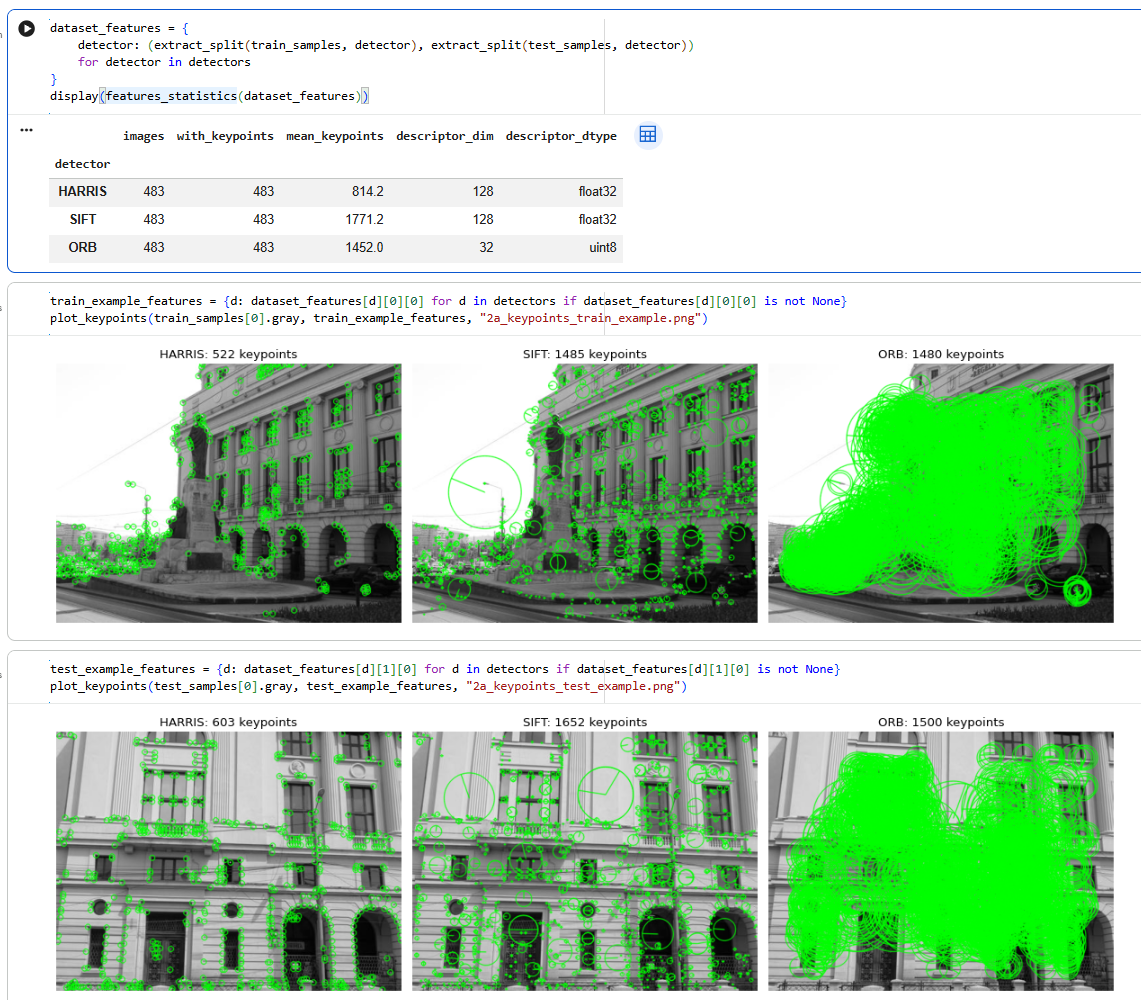 dataset_features = {
    detector: (extract_split(train_samples, detector), extract_split(test_samples, detector))
    for detector in detectors
}
display(features_statistics(dataset_features))
images with_keypoints mean_keypoints descriptor_dim descriptor_dtype
detector
HARRIS 483 483 814.2 128 float32
SIFT 483 483 1771.2 128 float32
ORB 483 483 1452.0 32 uint8
train_example_features = {d: dataset_features[d][0][0] for d in detectors if dataset_features[d][0][0] is not None}
plot_keypoints(train_samples[0].gray, train_example_features, "2a_keypoints_train_example.png")
HARRIS: 522 keypoints SIFT: 1485 keypoints ORB: 1480 keypoints
test_example_features = {d: dataset_features[d][1][0] for d in detectors if dataset_features[d][1][0] is not None}
plot_keypoints(test_samples[0].gray, test_example_features, "2a_keypoints_test_example.png")
HARRIS: 603 keypoints SIFT: 1652 keypoints ORB: 1500 keypoints